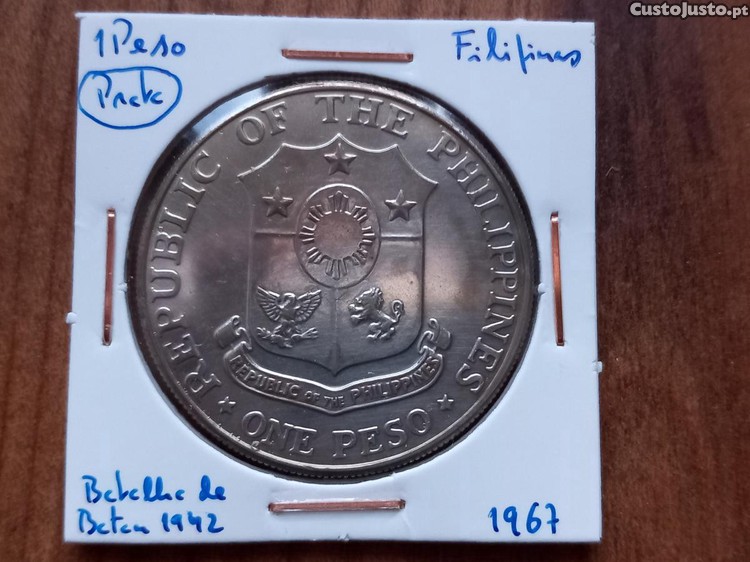 CustoJusto.pt
1 Peso
Filipinas
Prata
REPUBLIC OF THE PHILIPPINES
REPUBLIC OF THE PHILIPPINES
★ ONE PESO ★
Batalha de
Batan 1942
1967